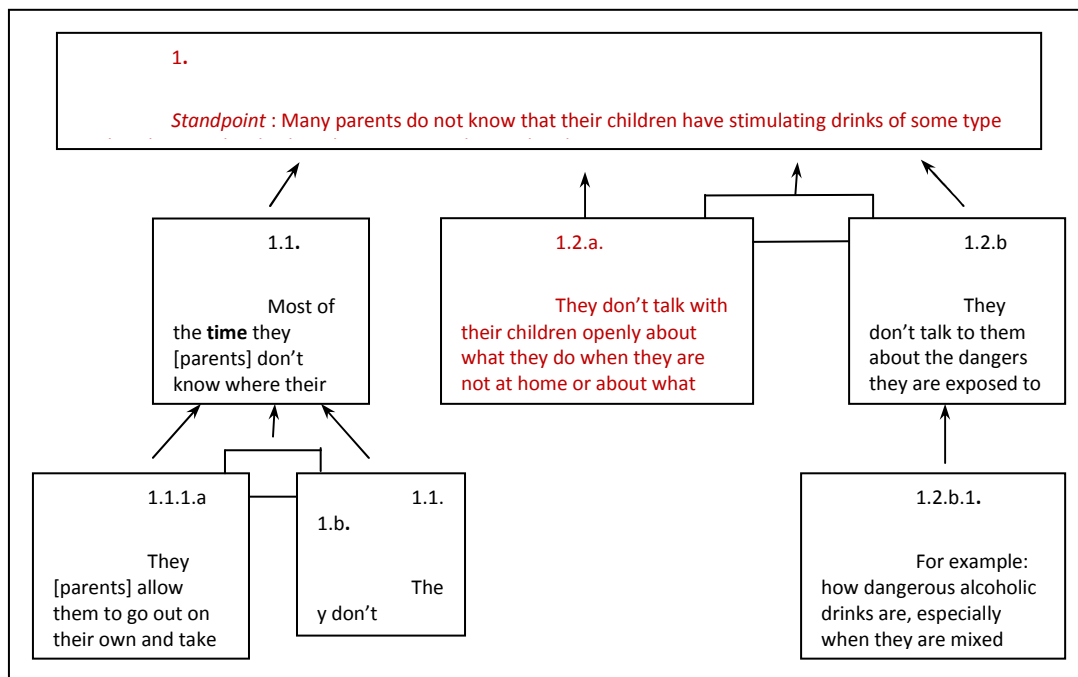 1.
Standpoint : Many parents do not know that their children have stimulating drinks of some type
1.1.
Most of
the time they
[parents] don't
know where their
1.2.a.
They don't talk with
their children openly about
what they do when they are
not at home or about what
1.2.b
They
don't talk to them
about the dangers
they are exposed to
1.1.1.a
They
[parents] allow
them to go out on
their own and take
1.1.
1.b.
The
y don't
1.2.b.1.
For example:
how dangerous alcoholic
drinks are, especially
when they are mixed